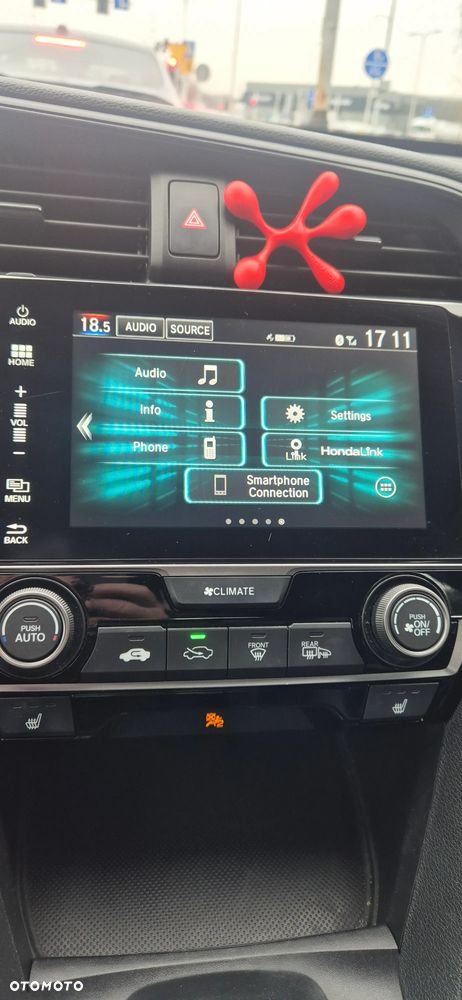 AUDIO
HOME
+
VOL
−
MENU
BACK
18.5 AUDIO SOURCE 17 11
Audio
Info
Phone
Settings
Link HondaLink
Smartphone
Connection
CLIMATE
PUSH
AUTO
FRONT
REAR
PUSH
ON/
OFF
OTOMOTO